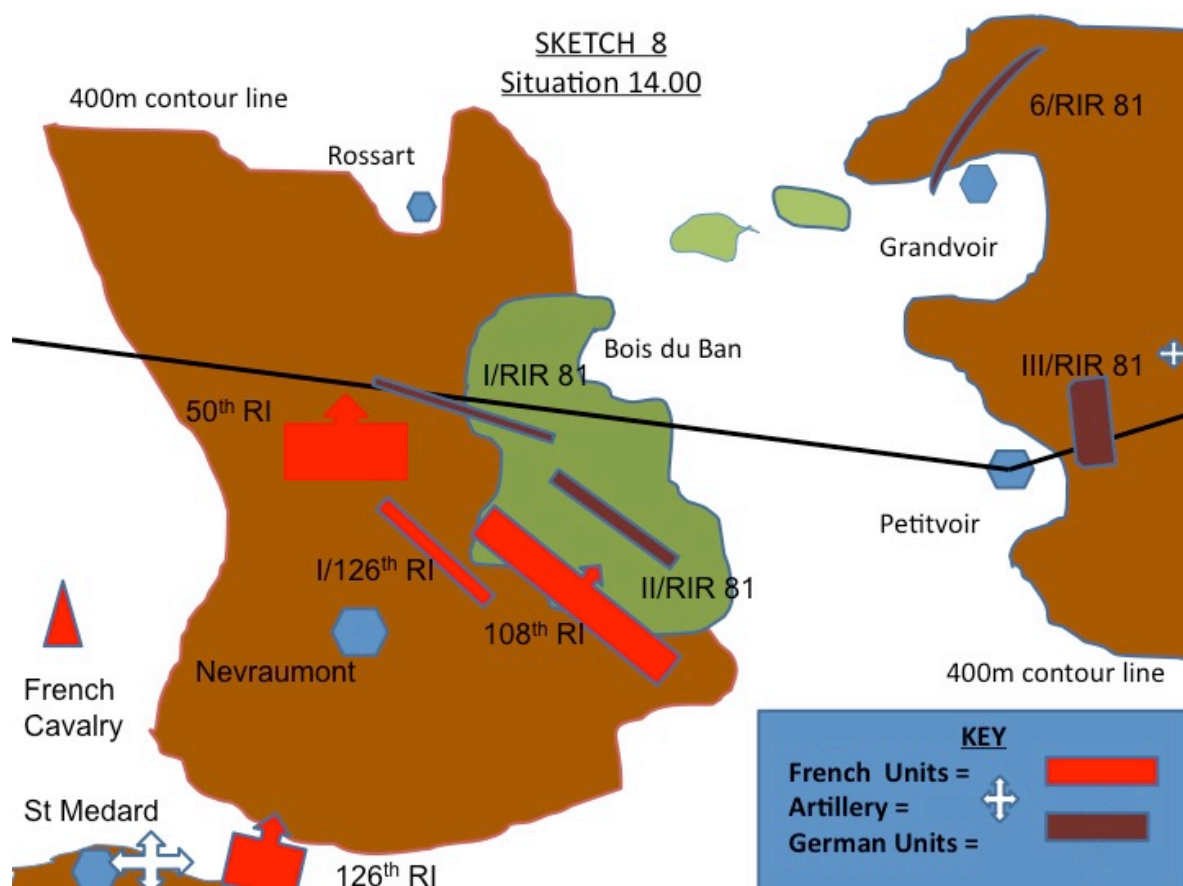 SKETCH 8
Situation 14.00
400m contour line
6/RIR 81
Rossart
Grandvoir
Bois du Ban
I/RIR 81
III/RIR 81
50th RI
Petitvoir
I/126th RI
II/RIR 81
108th RI
Nevraumont
French
Cavalry
400m contour line
KEY
French Units =
Artillery =
German Units =
St Medard
126th RI